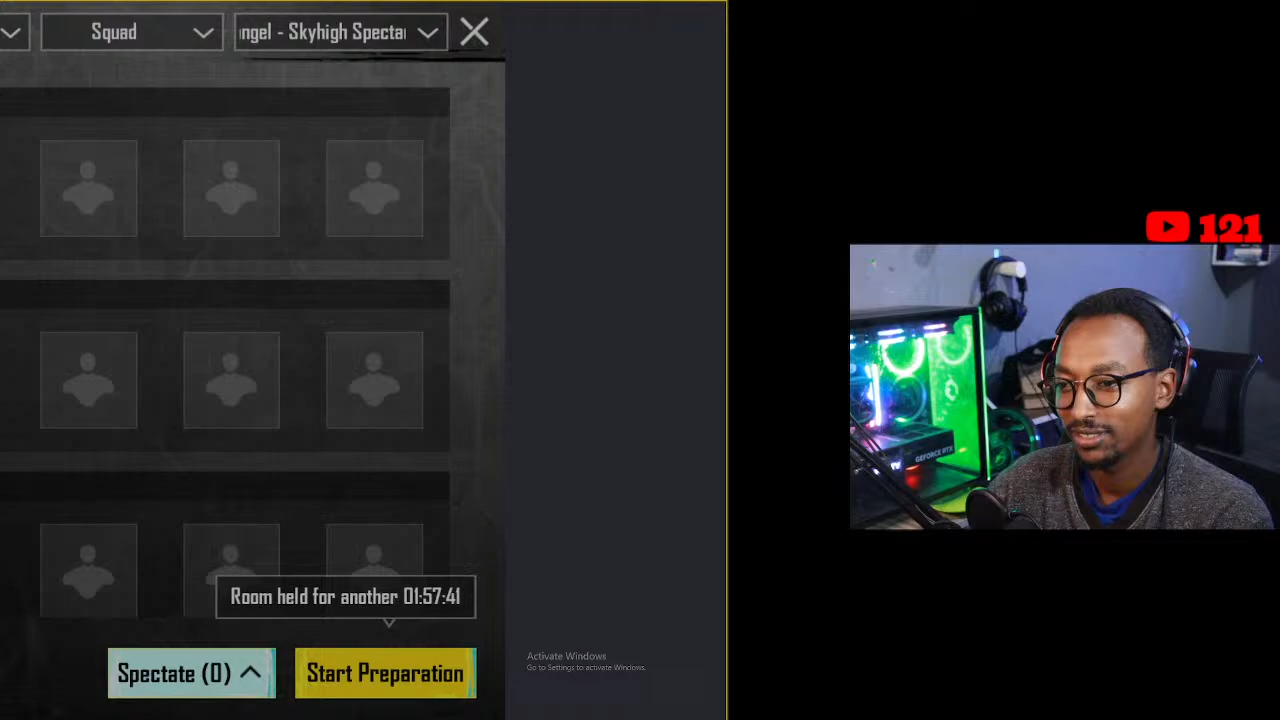 Squad
ngel - Skyhigh Specta
121
GEFORCE RTX
Room held for another 01:57:41
Spectate (0)
Start Preparation
Activate Windows
Go to Settings to activate Windows.